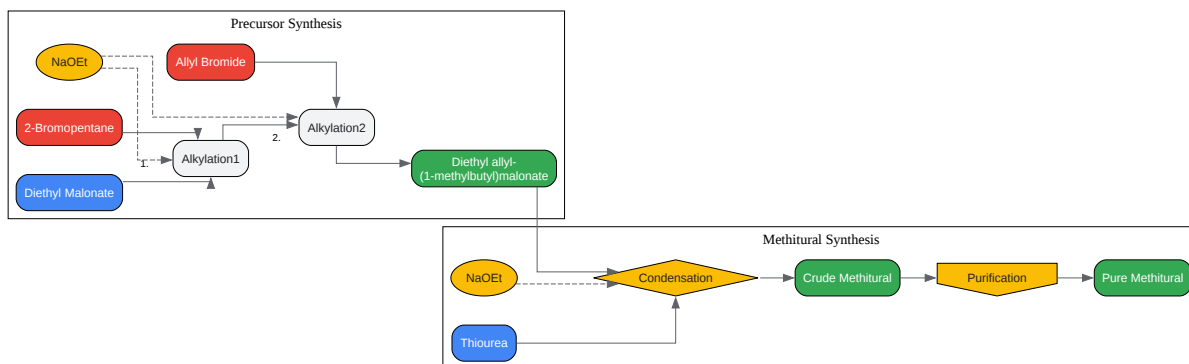 Precursor Synthesis
NaOEt
Allyl Bromide
2-Bromopentane
Alkylation2
2.
1.
Alkylation1
Diethyl Malonate
Diethyl allyl-
(1-methylbutyl)malonate
Methitural Synthesis
NaOEt
Condensation
Crude Methitural
Purification
Pure Methitural
Thiourea